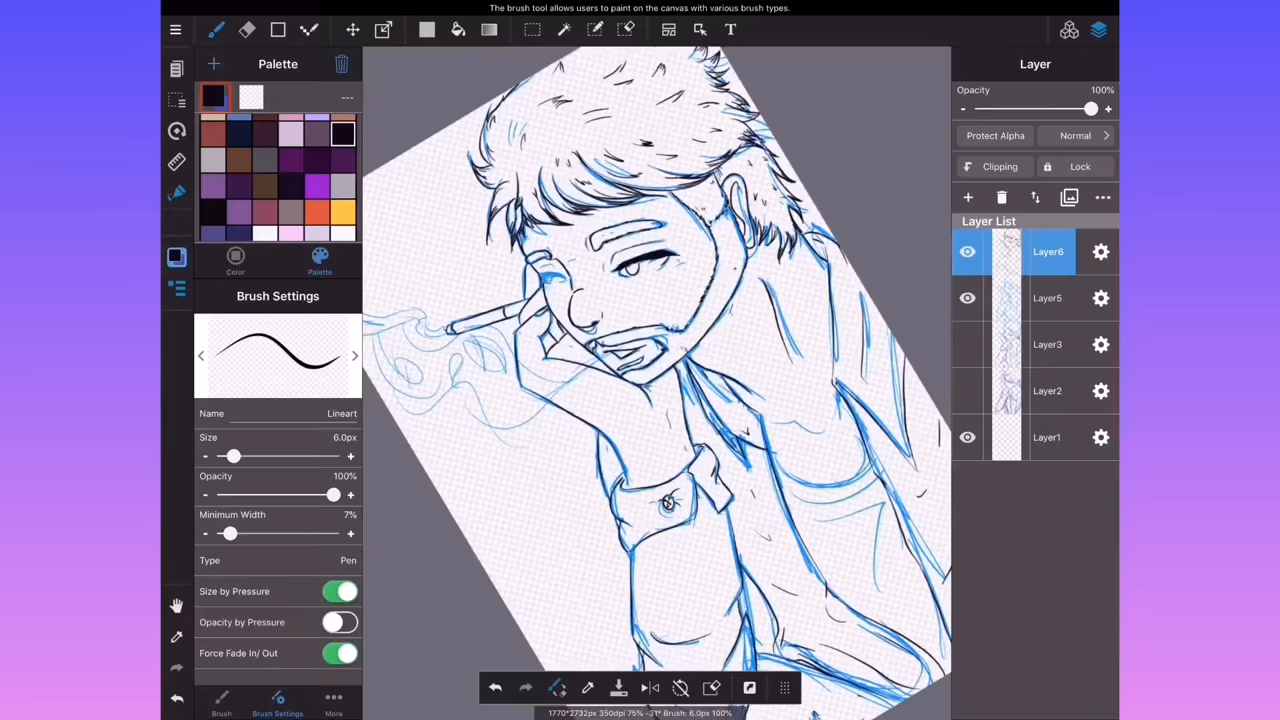 The brush tool allows users to paint on the canvas with various brush types.
T
Palette
Color
Palette
Brush Settings
Name Lineart
Size 6.0px
Opacity 100%
Minimum Width 7%
Type Pen
Size by Pressure
Opacity by Pressure
Force Fade In/ Out
Brush
Brush Settings
More
1770*2732px 350dpi 75% -31° Brush: 6.0px 100%
Layer
Opacity 100%
Protect Alpha
Normal
Clipping
Lock
Layer List
Layer6
Layer5
Layer3
Layer2
Layer1